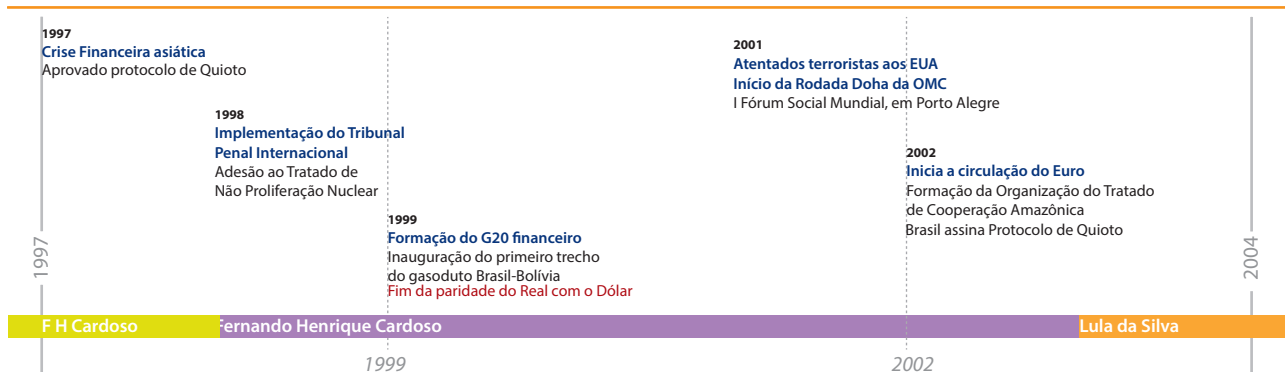 1997
Crise Financeira asiática
Aprovado protocolo de Quioto
1998
Implementação do Tribunal
Penal Internacional
Adesão ao Tratado de
Não Proliferação Nuclear
1999
Formação do G20 financeiro
Inauguração do primeiro trecho
do gasoduto Brasil-Bolívia
Fim da paridade do Real com o Dólar
2001
Atentados terroristas aos EUA
Início da Rodada Doha da OMC
I Fórum Social Mundial, em Porto Alegre
2002
Inicia a circulação do Euro
Formação da Organização do Tratado
de Cooperação Amazônica
Brasil assina Protocolo de Quioto
1997
2004
F H Cardoso
Fernando Henrique Cardoso
Lula da Silva
1999
2002